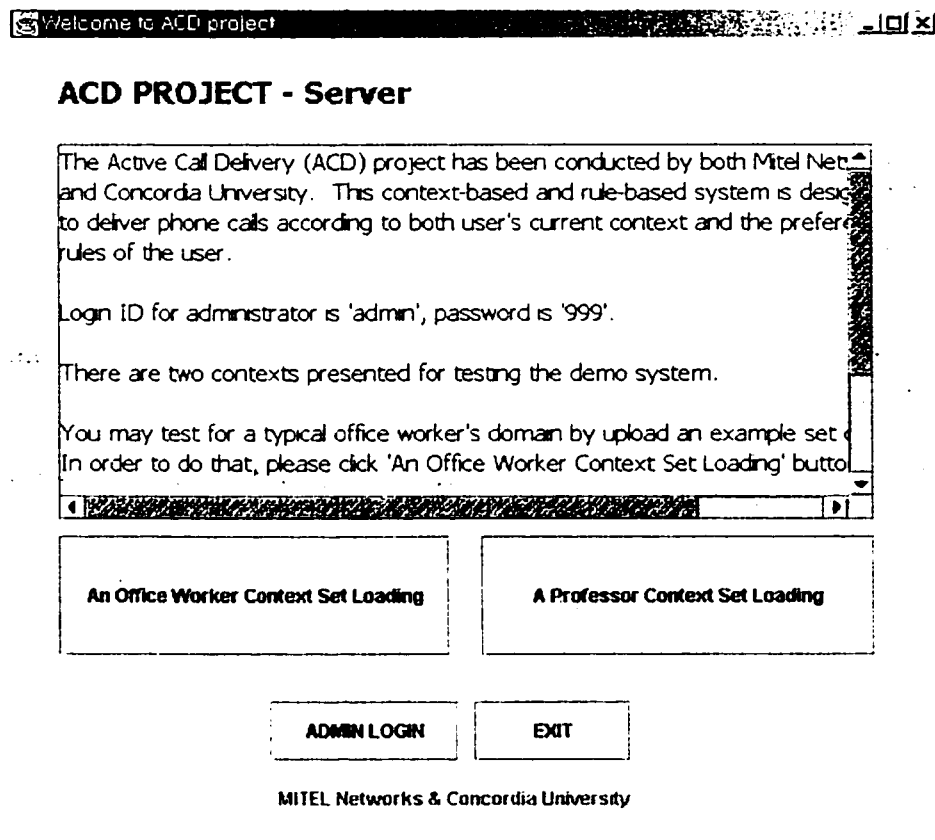 Welcome to ACD project
ACD PROJECT - Server
The Active Call Delivery (ACD) project has been conducted by both Mitel Net
and Concordia University. This context-based and rule-based system is desig
to deliver phone calls according to both user's current context and the prefere
rules of the user.
Login ID for administrator is 'admin', password is '999'.
There are two contexts presented for testing the demo system.
You may test for a typical office worker's domain by upload an example set
In order to do that, please click 'An Office Worker Context Set Loading' butto
An Office Worker Context Set Loading
A Professor Context Set Loading
ADMIN LOGIN
EXIT
MITEL Networks & Concordia University